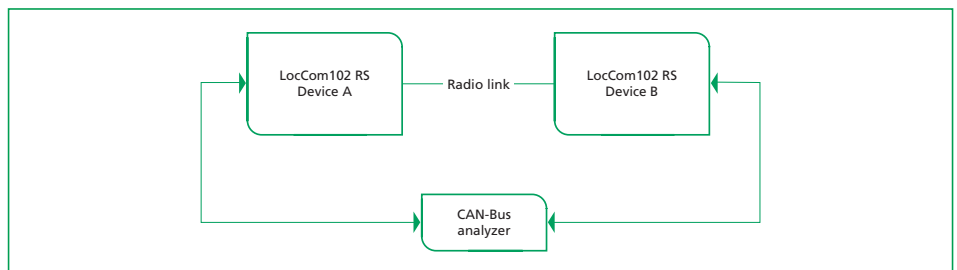 LocCom102 RS
Device A
Radio link
LocCom102 RS
Device B
CAN-Bus
analyzer